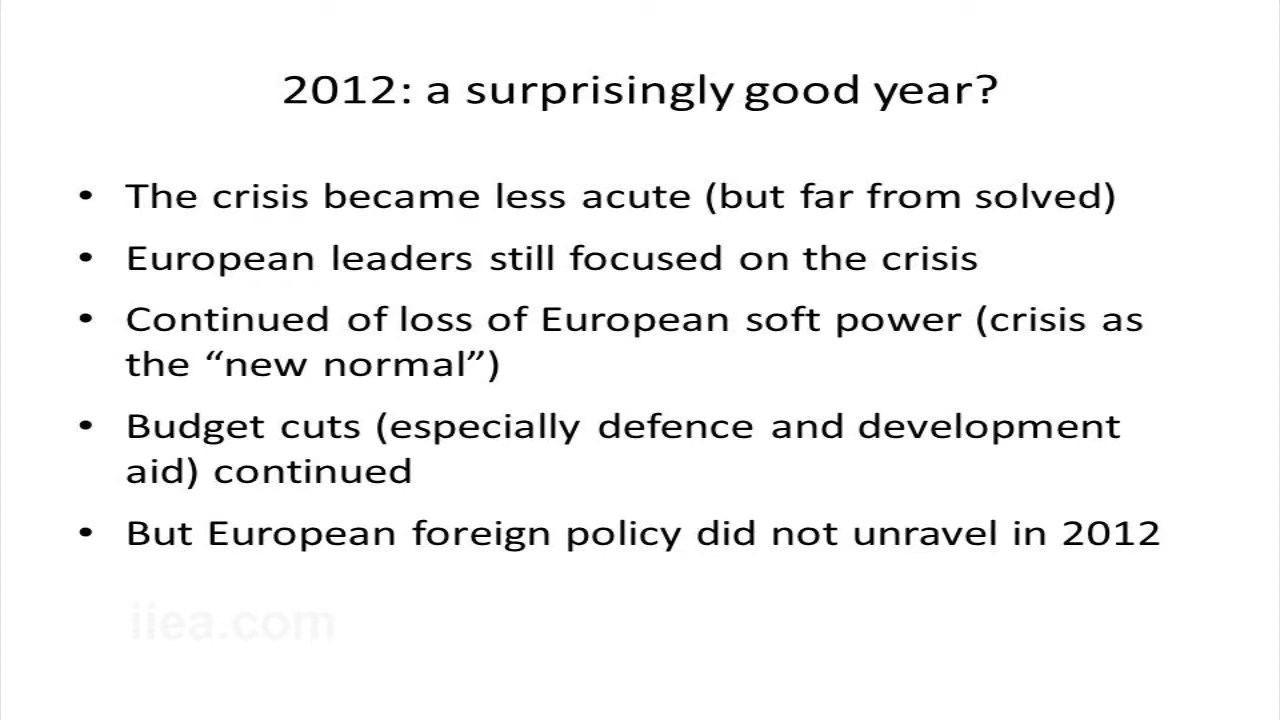 2012: a surprisingly good year?
• The crisis became less acute (but far from solved)
• European leaders still focused on the crisis
• Continued of loss of European soft power (crisis as
the “new normal”)
• Budget cuts (especially defence and development
aid) continued
• But European foreign policy did not unravel in 2012
iiea.com